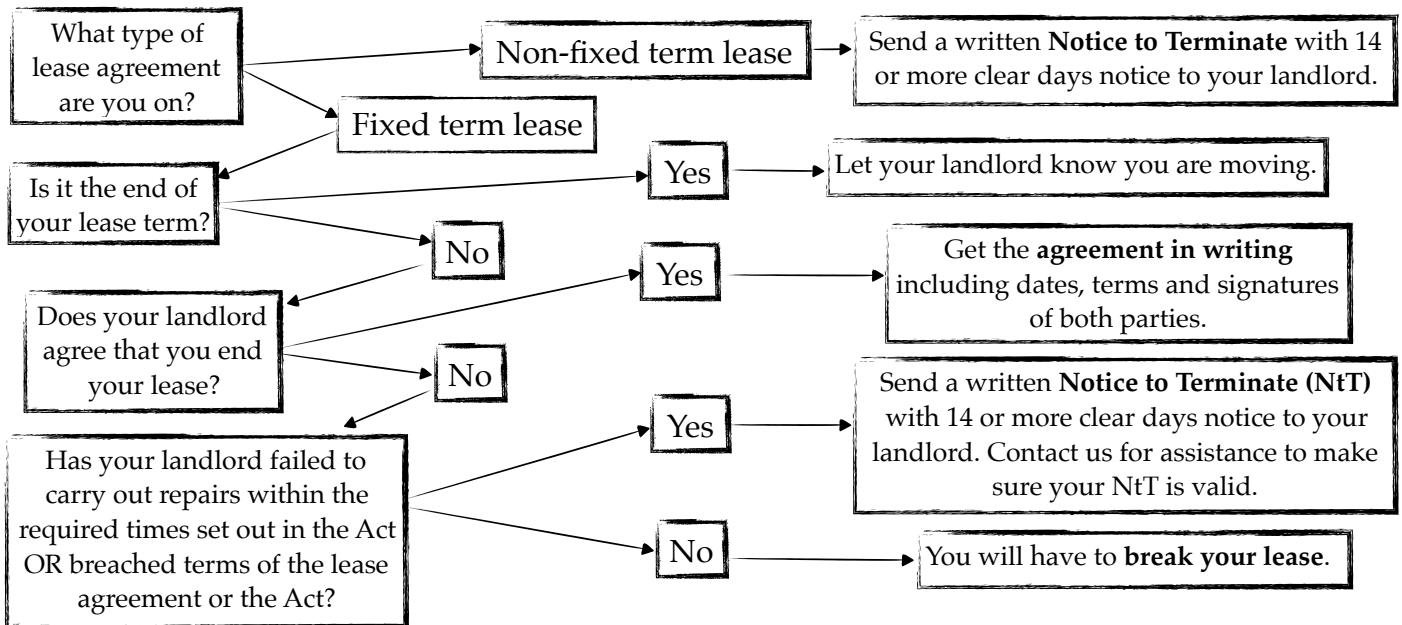 What type of
lease agreement
are you on?
Non-fixed term lease
Send a written Notice to Terminate with 14
or more clear days notice to your landlord.
Fixed term lease
Is it the end of
your lease term?
Yes
Let your landlord know you are moving.
No
Does your landlord
agree that you end
your lease?
Yes
Get the agreement in writing
including dates, terms and signatures
of both parties.
No
Has your landlord failed to
carry out repairs within the
required times set out in the Act
OR breached terms of the lease
agreement or the Act?
Yes
Send a written Notice to Terminate (NtT)
with 14 or more clear days notice to your
landlord. Contact us for assistance to make
sure your NtT is valid.
No
You will have to break your lease.